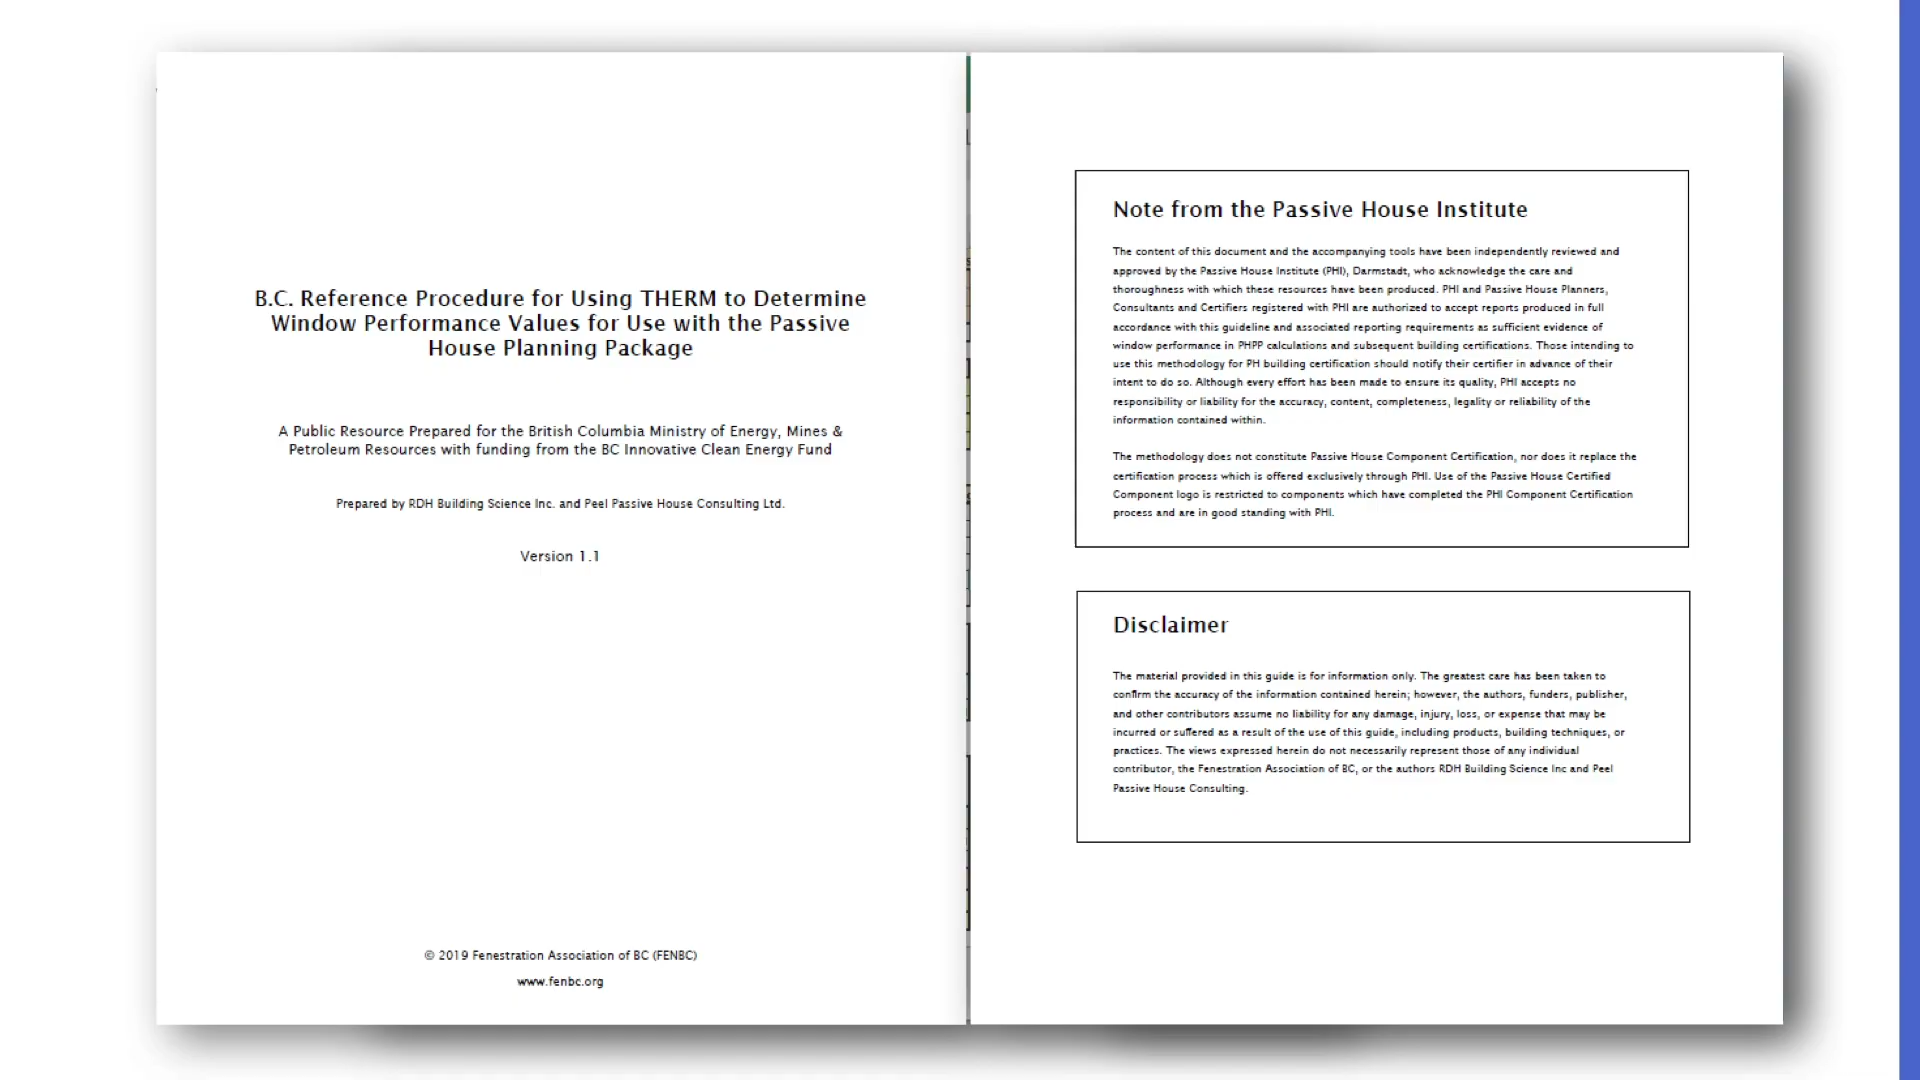 B.C. Reference Procedure for Using THERM to Determine
Window Performance Values for Use with the Passive
House Planning Package
A Public Resource Prepared for the British Columbia Ministry of Energy, Mines &
Petroleum Resources with funding from the BC Innovative Clean Energy Fund
Prepared by RDH Building Science Inc. and Peel Passive House Consulting Ltd.
Version 1.1
© 2019 Fenestration Association of BC (FENBC)
www.fenbc.org
Note from the Passive House Institute
The content of this document and the accompanying tools have been independently reviewed and
approved by the Passive House Institute (PHI), Darmstadt, who acknowledge the care and
thoroughness with which these resources have been produced. PHI and Passive House Planners,
Consultants and Certifiers registered with PHI are authorized to accept reports produced in full
accordance with this guideline and associated reporting requirements as sufficient evidence of
window performance in PHPP calculations and subsequent building certifications. Those intending to
use this methodology for PH building certification should notify their certifier in advance of their
intent to do so. Although every effort has been made to ensure its quality, PHI accepts no
responsibility or liability for the accuracy, content, completeness, legality or reliability of the
information contained within.
The methodology does not constitute Passive House Component Certification, nor does it replace the
certification process which is offered exclusively through PHI. Use of the Passive House Certified
Component logo is restricted to components which have completed the PHI Component Certification
process and are in good standing with PHI.
Disclaimer
The material provided in this guide is for information only. The greatest care has been taken to
confirm the accuracy of the information contained herein; however, the authors, funders, publisher,
and other contributors assume no liability for any damage, injury, loss, or expense that may be
incurred or suffered as a result of the use of this guide, including products, building techniques, or
practices. The views expressed herein do not necessarily represent those of any individual
contributor, the Fenestration Association of BC, or the authors RDH Building Science Inc and Peel
Passive House Consulting.